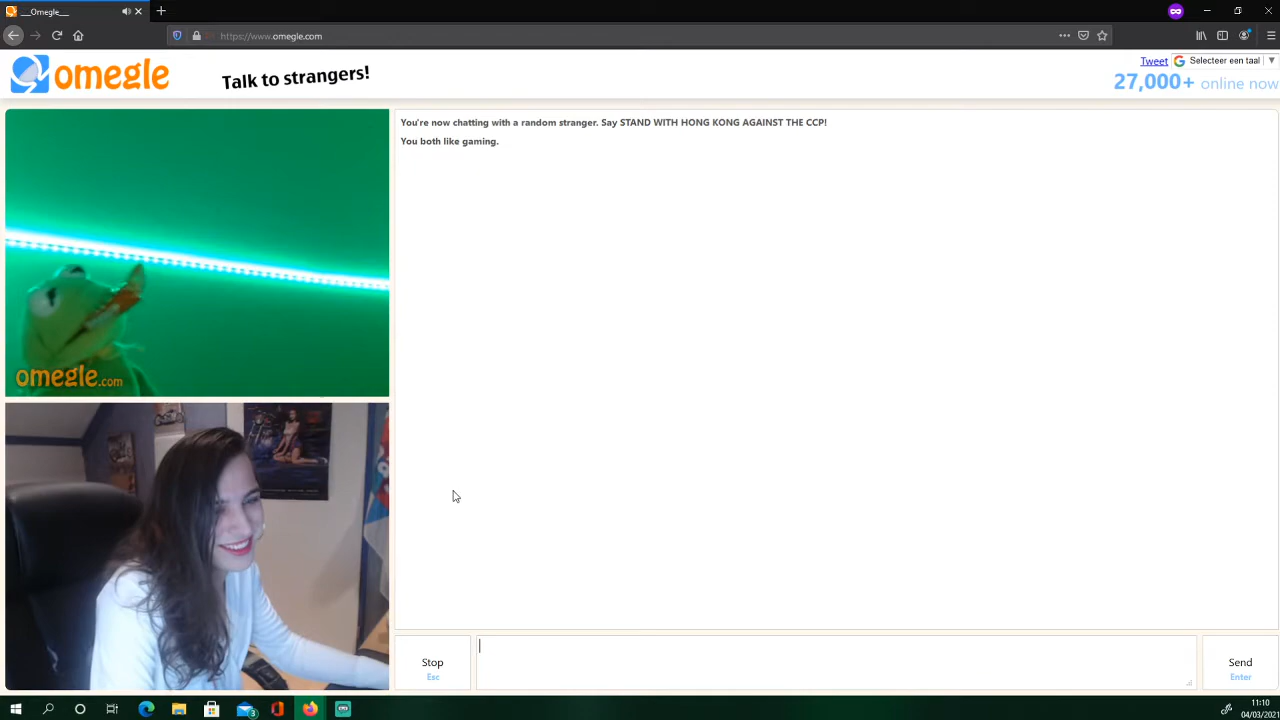 __Omegle__
https://www.omegle.com
omegle
Talk to strangers!
Tweet
Selecteer een taal
27,000+ online now
You're now chatting with a random stranger. Say STAND WITH HONG KONG AGAINST THE CCP!
You both like gaming.
omegle.com
Stop
Esc
Send
Enter
3
11:10
04/03/2021